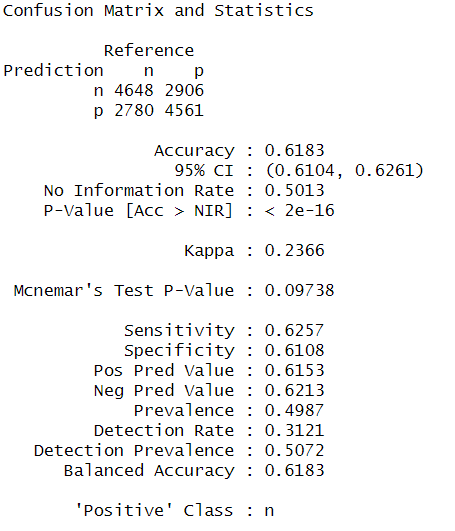 Confusion Matrix and Statistics
Reference
Prediction n p
n 4648 2906
p 2780 4561
Accuracy : 0.6183
95% CI : (0.6104, 0.6261)
No Information Rate : 0.5013
P-Value [Acc > NIR] : < 2e-16
Kappa : 0.2366
Mcnemar's Test P-Value : 0.09738
Sensitivity : 0.6257
Specificity : 0.6108
Pos Pred Value : 0.6153
Neg Pred Value : 0.6213
Prevalence : 0.4987
Detection Rate : 0.3121
Detection Prevalence : 0.5072
Balanced Accuracy : 0.6183
'Positive' Class : n